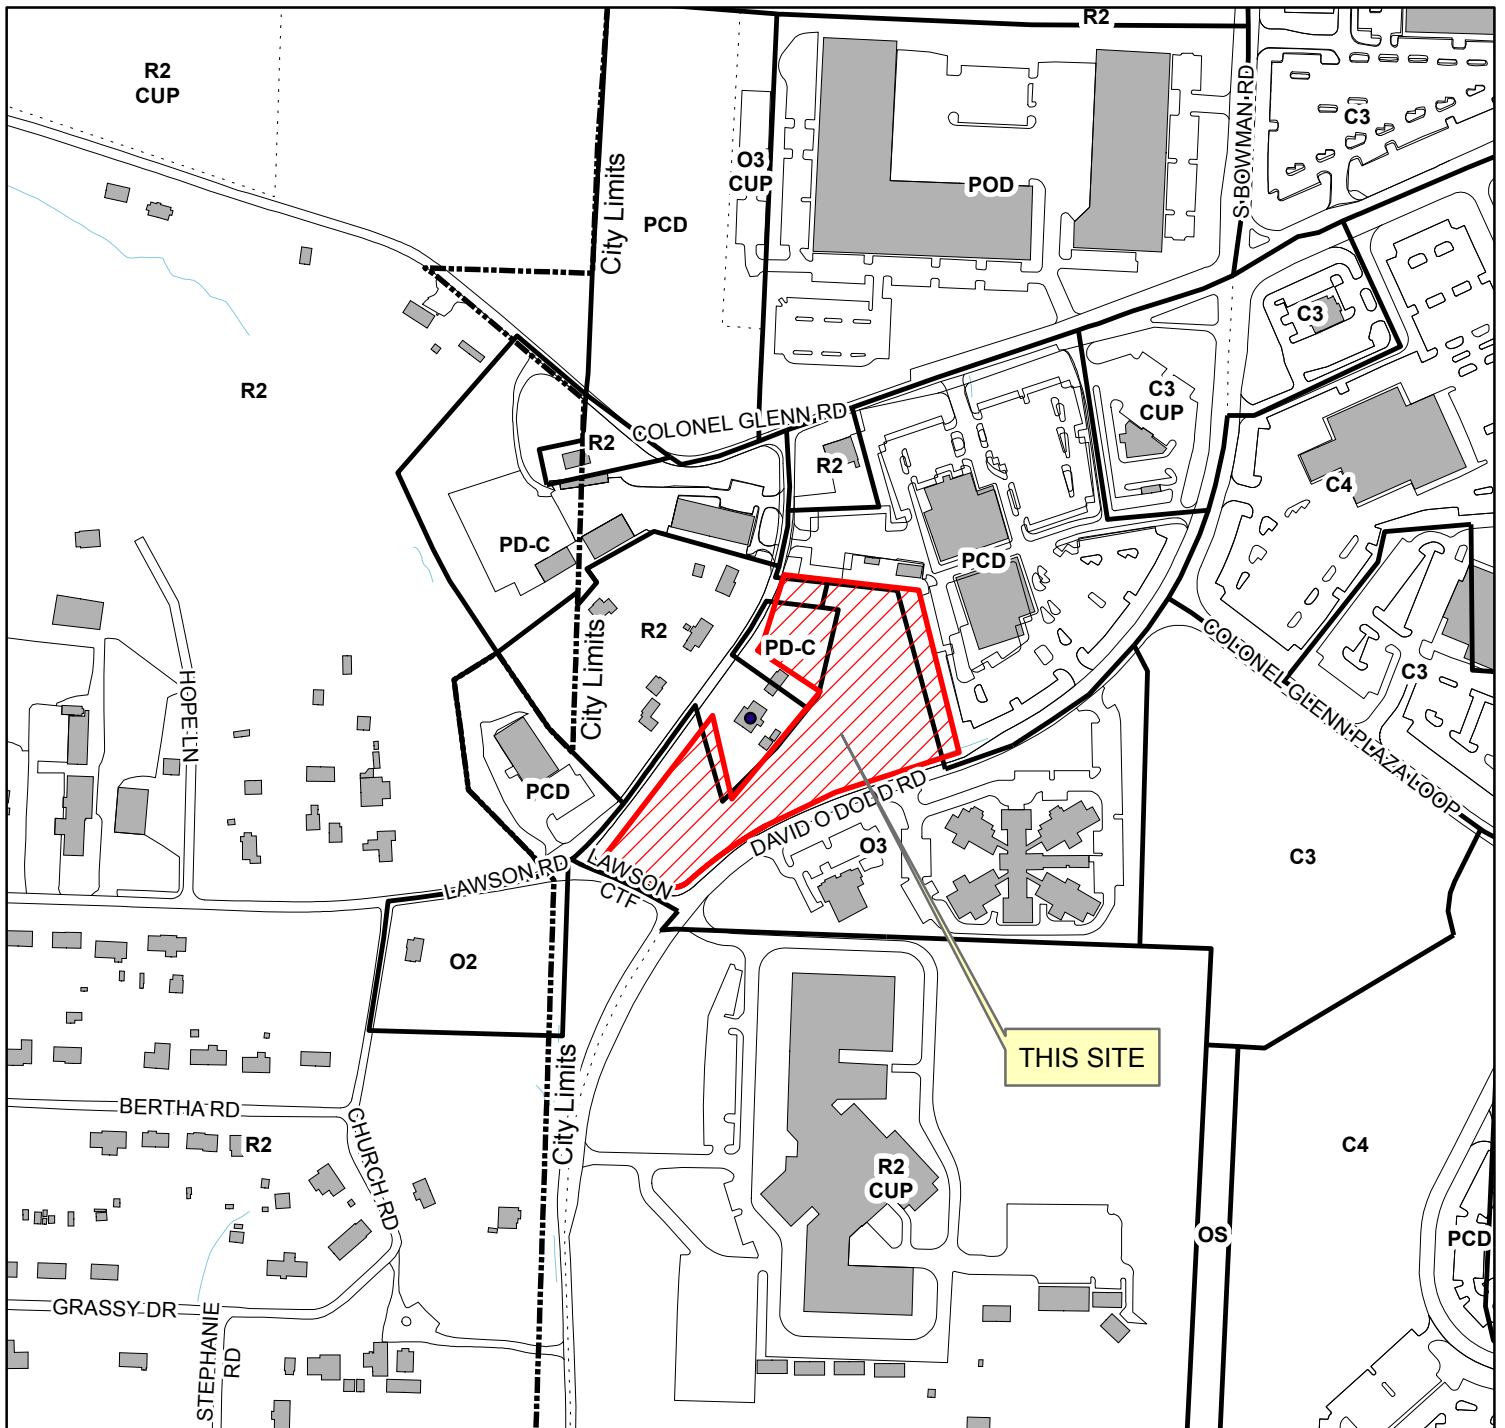 R2
R2
CUP
S BOWMAN RD
C3
City Limits
O3
CUP
POD
PCD
C3
R2
C3
CUP
COLONEL GLENN RD
R2
R2
C4
PD-C
PCD
R2
PD-C
City Limits
COLONEL GLENN PLAZA LOOP
C3
HOPE LN
PCD
DAVID O DODD RD
O3
C3
LAWSON RD
LAWSON
CTF
O2
THIS SITE
City Limits
BERTHA RD
CHURCH RD
R2
C4
R2
CUP
OS
PCD
GRASSY DR
STEPHANIE
RD